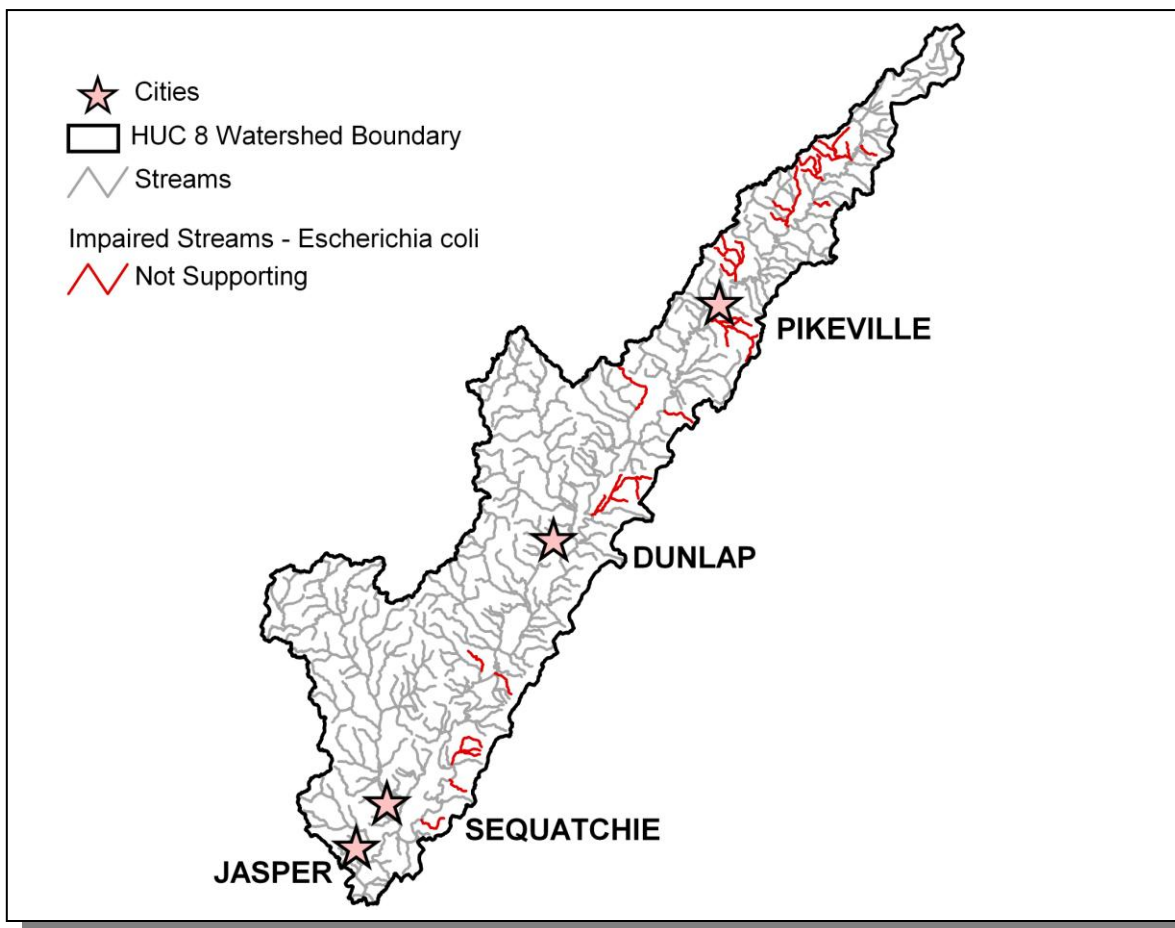 Cities
HUC 8 Watershed Boundary
Streams
Impaired Streams - Escherichia coli
Not Supporting
PIKEVILLE
DUNLAP
SEQUATCHIE
JASPER